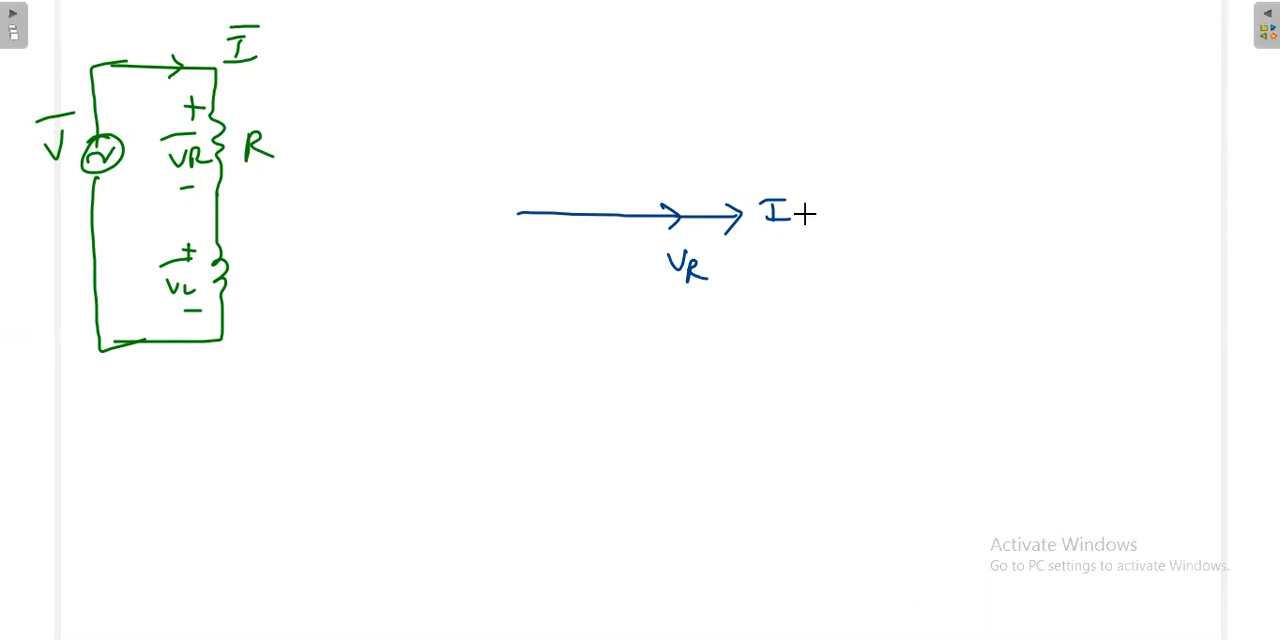 I
V
+
VR
-
R
+
VL
-
I
VR
Activate Windows
Go to PC settings to activate Windows.